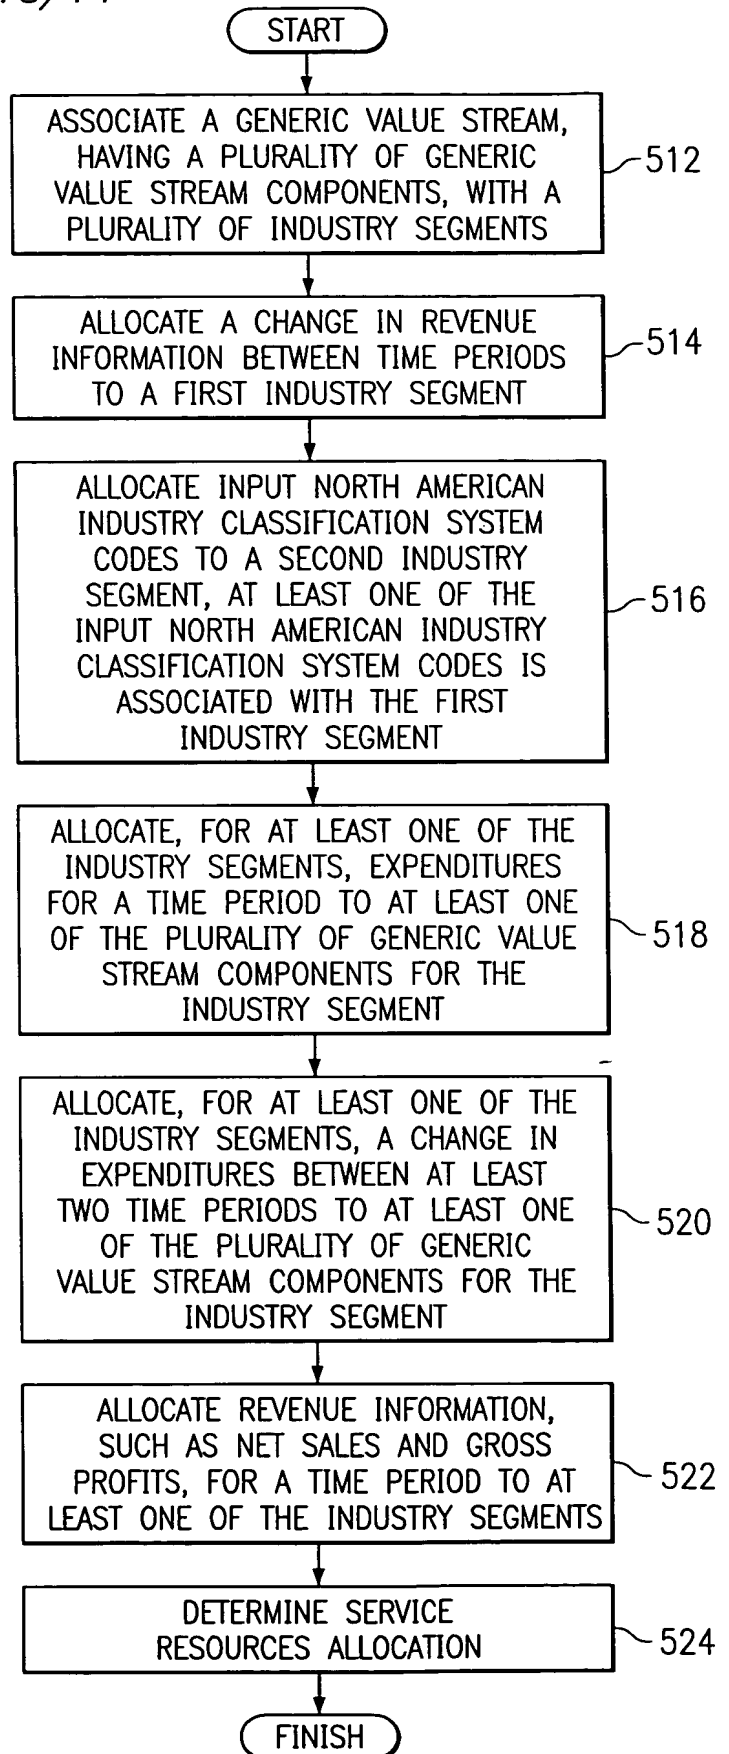 START
ASSOCIATE A GENERIC VALUE STREAM,
HAVING A PLURALITY OF GENERIC
VALUE STREAM COMPONENTS, WITH A
PLURALITY OF INDUSTRY SEGMENTS
512
ALLOCATE A CHANGE IN REVENUE
INFORMATION BETWEEN TIME PERIODS
TO A FIRST INDUSTRY SEGMENT
514
ALLOCATE INPUT NORTH AMERICAN
INDUSTRY CLASSIFICATION SYSTEM
CODES TO A SECOND INDUSTRY
SEGMENT, AT LEAST ONE OF THE
INPUT NORTH AMERICAN INDUSTRY
CLASSIFICATION SYSTEM CODES IS
ASSOCIATED WITH THE FIRST
INDUSTRY SEGMENT
516
ALLOCATE, FOR AT LEAST ONE OF THE
INDUSTRY SEGMENTS, EXPENDITURES
FOR A TIME PERIOD TO AT LEAST ONE
OF THE PLURALITY OF GENERIC VALUE
STREAM COMPONENTS FOR THE
INDUSTRY SEGMENT
518
ALLOCATE, FOR AT LEAST ONE OF THE
INDUSTRY SEGMENTS, A CHANGE IN
EXPENDITURES BETWEEN AT LEAST
TWO TIME PERIODS TO AT LEAST ONE
OF THE PLURALITY OF GENERIC
VALUE STREAM COMPONENTS FOR THE
INDUSTRY SEGMENT
520
ALLOCATE REVENUE INFORMATION,
SUCH AS NET SALES AND GROSS
PROFITS, FOR A TIME PERIOD TO AT
LEAST ONE OF THE INDUSTRY SEGMENTS
522
DETERMINE SERVICE
RESOURCES ALLOCATION
524
FINISH